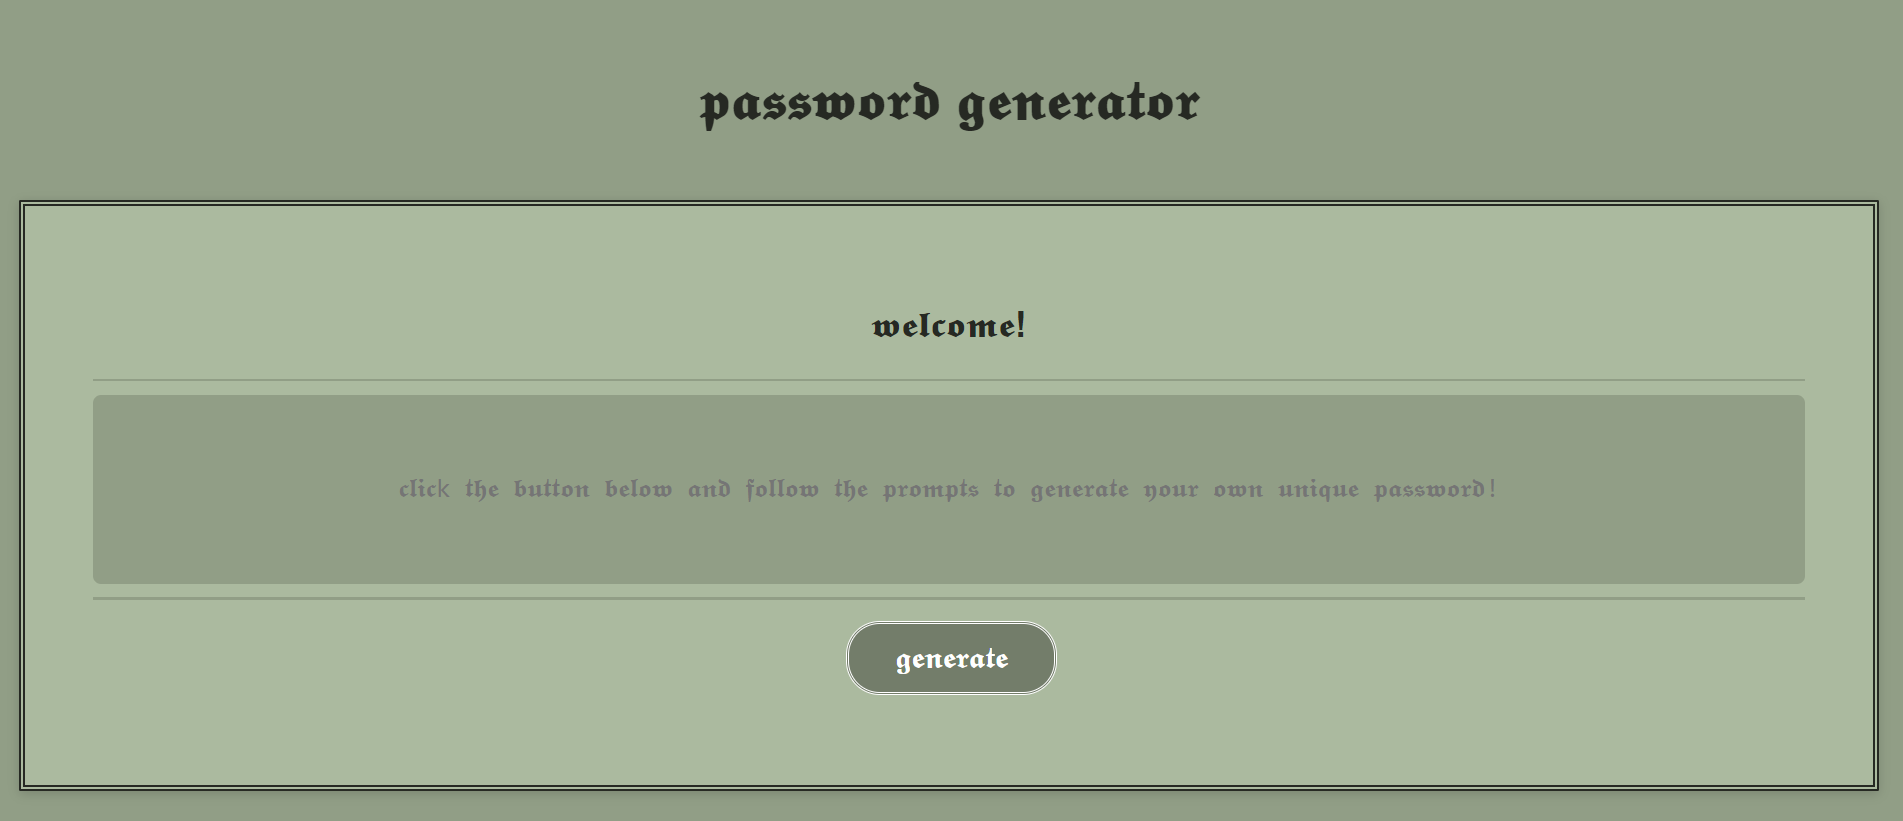 password generator
welcome!
click the button below and follow the prompts to generate your own unique password!
generate